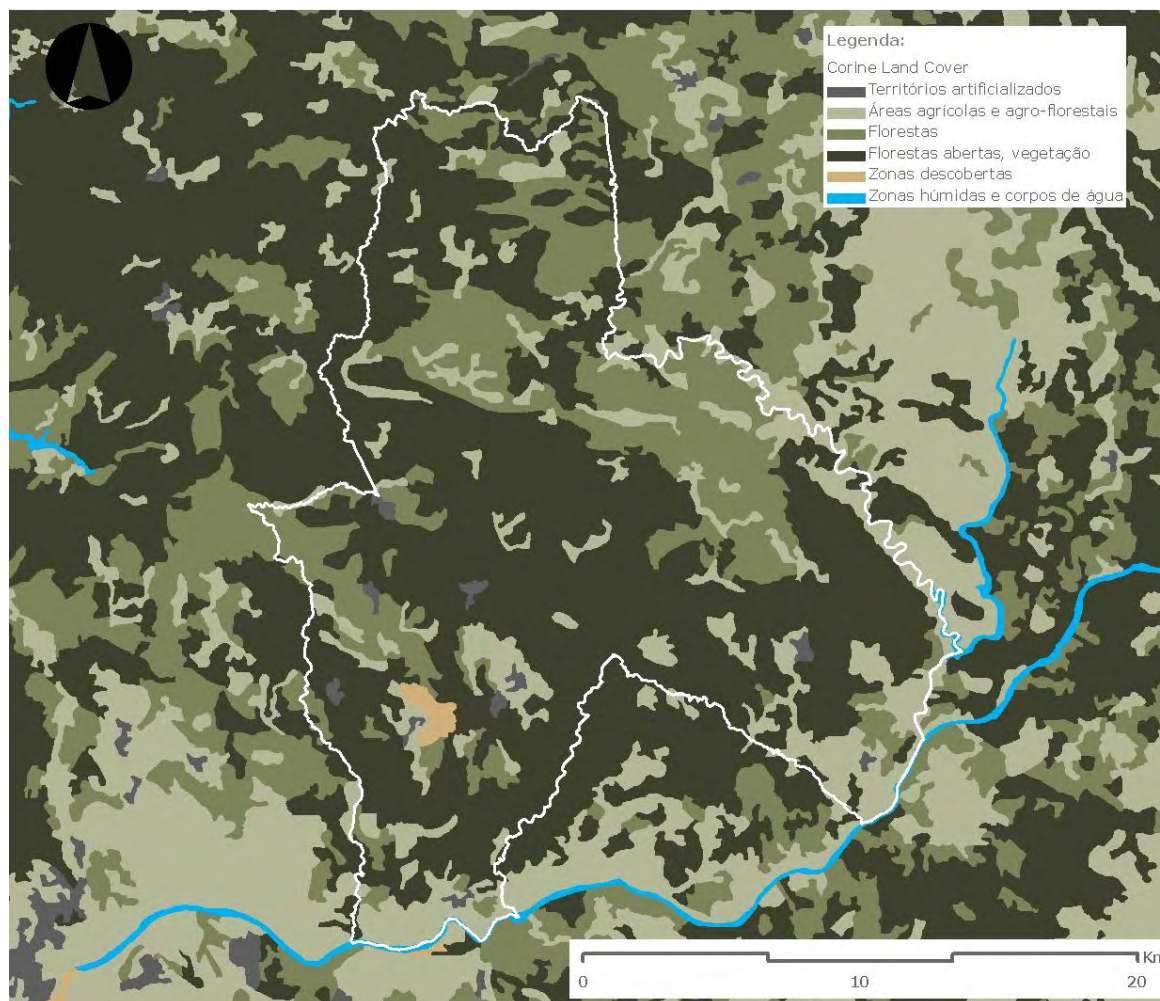 Legenda:
Corine Land Cover
Territórios artificializados
Áreas agrícolas e agro-florestais
Florestas
Florestas abertas, vegetação
Zonas descobertas
Zonas húmidas e corpos de água
Km
0 10 20